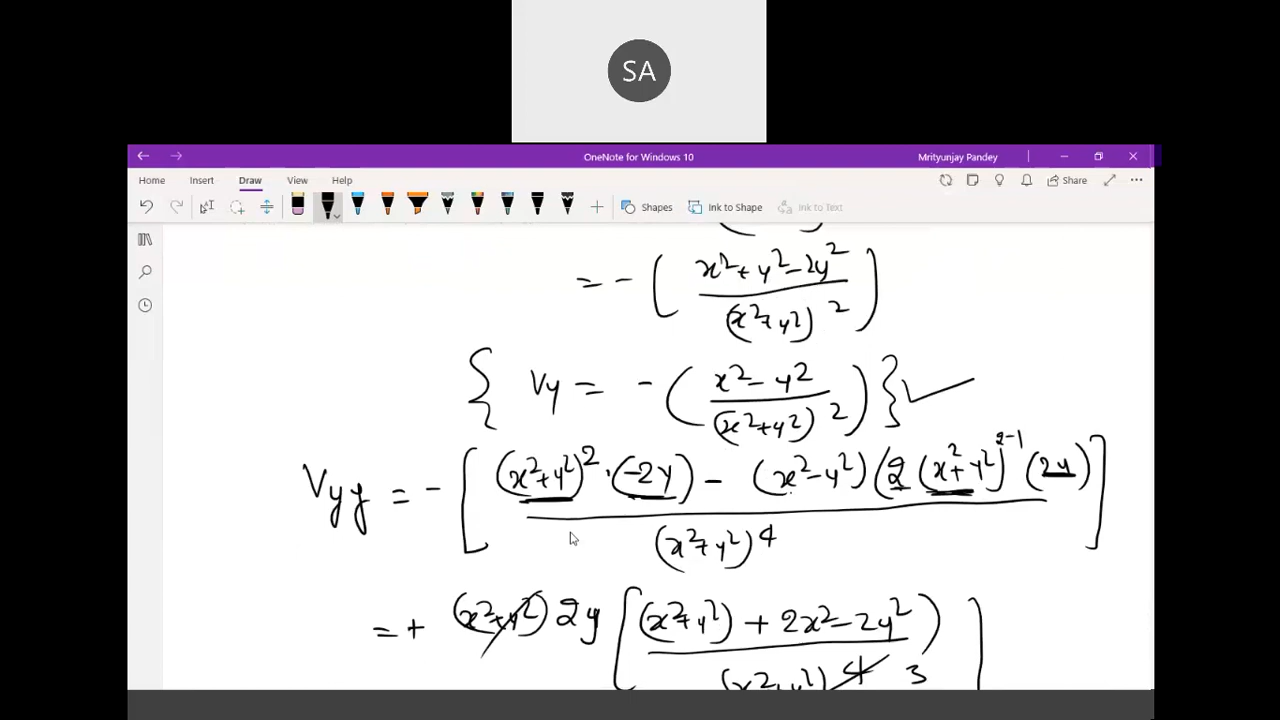 SA
OneNote for Windows 10 Mrityunjay Pandey
Home Insert Draw View Help Share
Shapes Ink to Shape Ink to Text
= - ( x²+y²-2y² / (x²+y²)² )
{ Vy = - ( x²-y² / (x²+y²)² ) } ✓
Vyy = - [ (x²+y²)² · (-2y) - (x²-y²)(2(x²+y²)^2-1 (2y) / (x²+y²)^4 ]
= + (x²+y²) 2y [ (x²+y²) + 2x²-2y²) / (x²+y²) 4 3 ]